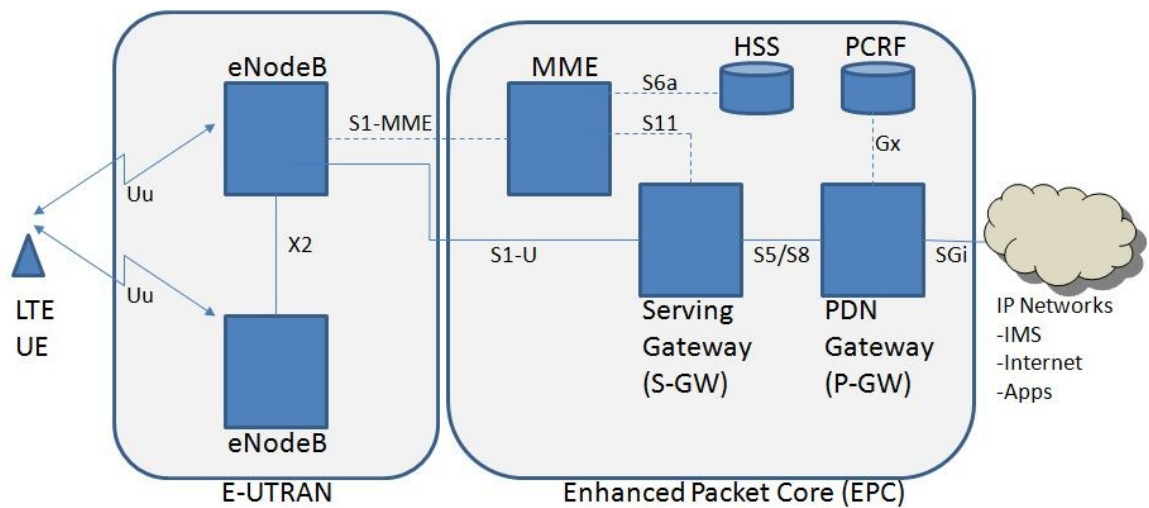 eNodeB
MME
HSS
PCRF
S6a
S1-MME
S11
Gx
Uu
X2
S1-U
S5/S8
SGi
Uu
LTE
UE
Serving
Gateway
(S-GW)
PDN
Gateway
(P-GW)
IP Networks
-IMS
-Internet
-Apps
eNodeB
E-UTRAN
Enhanced Packet Core (EPC)